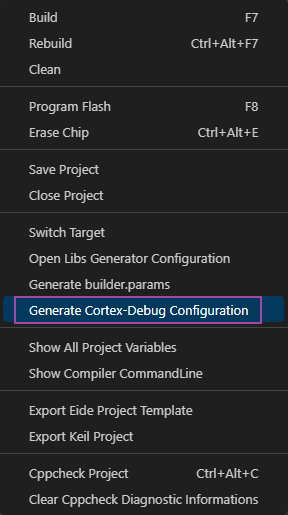 Build F7
Rebuild Ctrl+Alt+F7
Clean
Program Flash F8
Erase Chip Ctrl+Alt+E
Save Project
Close Project
Switch Target
Open Libs Generator Configuration
Generate builder.params
Generate Cortex-Debug Configuration
Show All Project Variables
Show Compiler CommandLine
Export Eide Project Template
Export Keil Project
Cppcheck Project Ctrl+Alt+C
Clear Cppcheck Diagnostic Informations